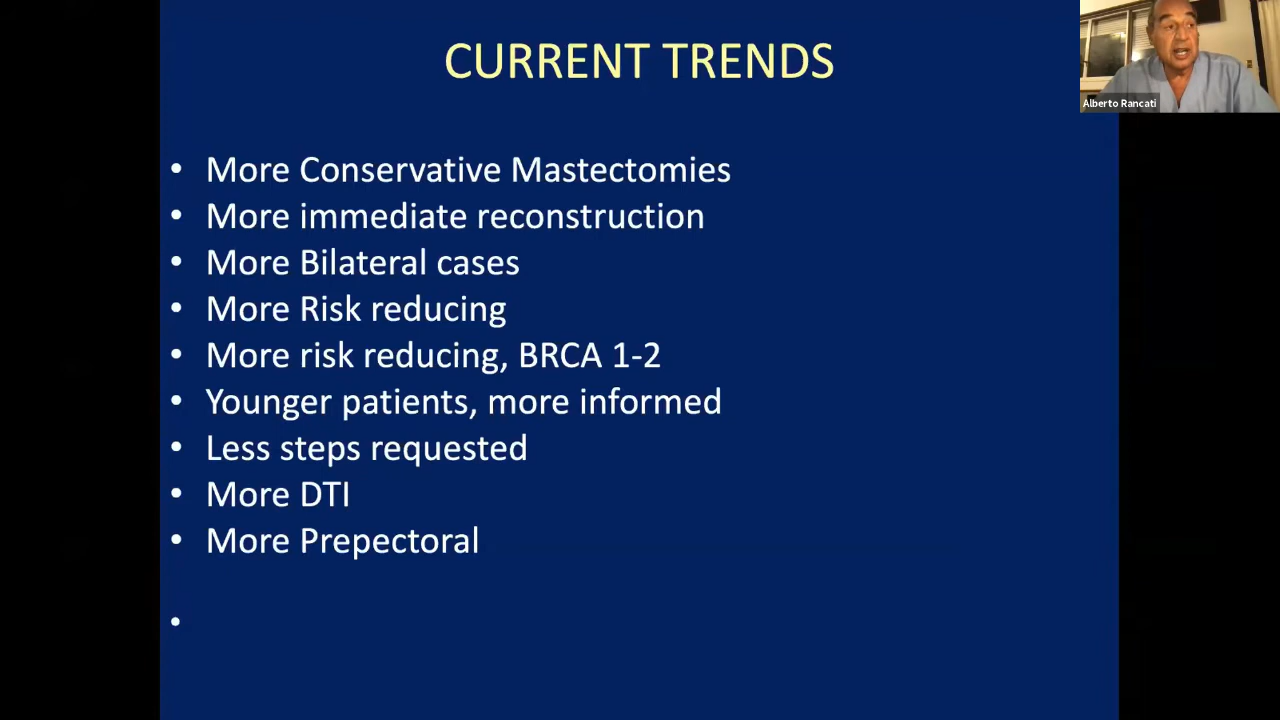 CURRENT TRENDS
Alberto Rancati
• More Conservative Mastectomies
• More immediate reconstruction
• More Bilateral cases
• More Risk reducing
• More risk reducing, BRCA 1-2
• Younger patients, more informed
• Less steps requested
• More DTI
• More Prepectoral
•